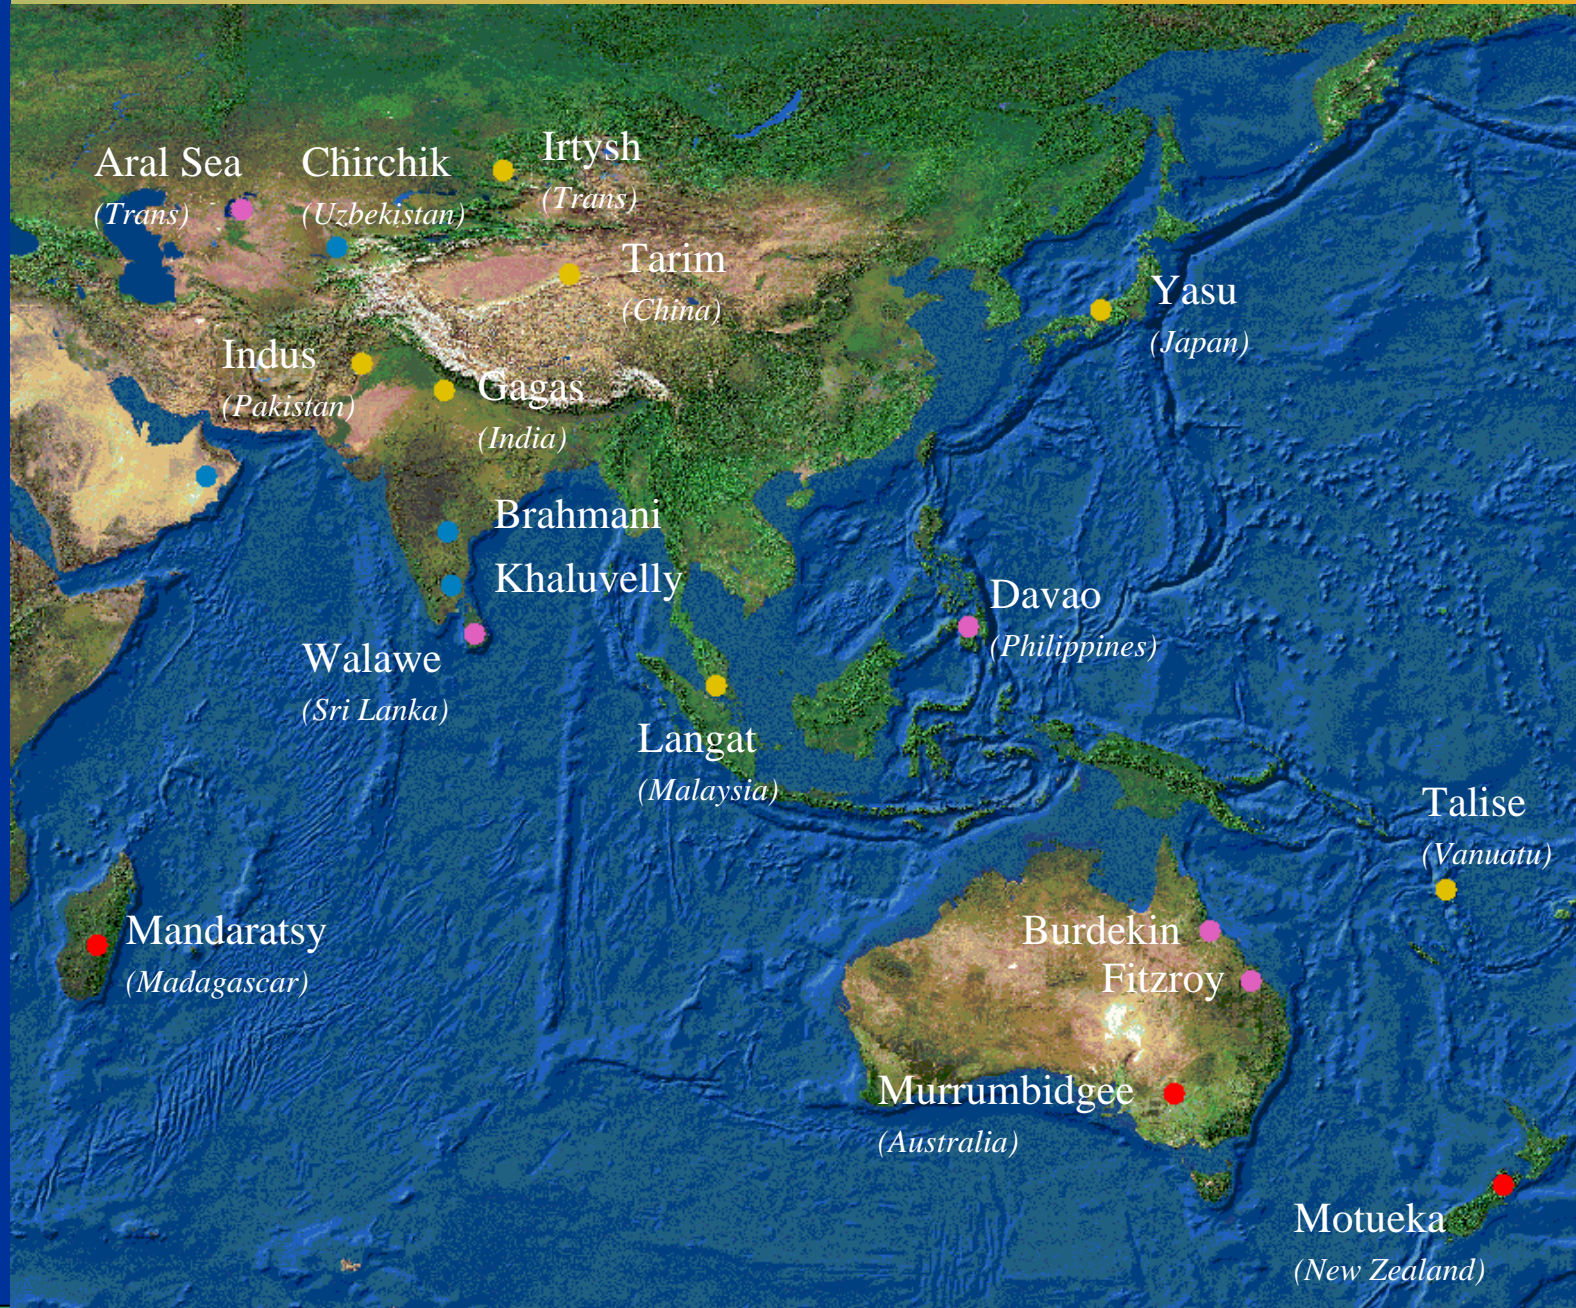 Irtysh
(Trans)
Aral Sea
(Trans)
Chirchik
(Uzbekistan)
Tarim
(China)
Yasu
(Japan)
Indus
(Pakistan)
Gagas
(India)
Brahmani
Khaluvelly
Davao
(Philippines)
Walawe
(Sri Lanka)
Langat
(Malaysia)
Talise
(Vanuatu)
Mandaratsy
(Madagascar)
Burdekin
Fitzroy
Murrumbidgee
(Australia)
Motueka
(New Zealand)